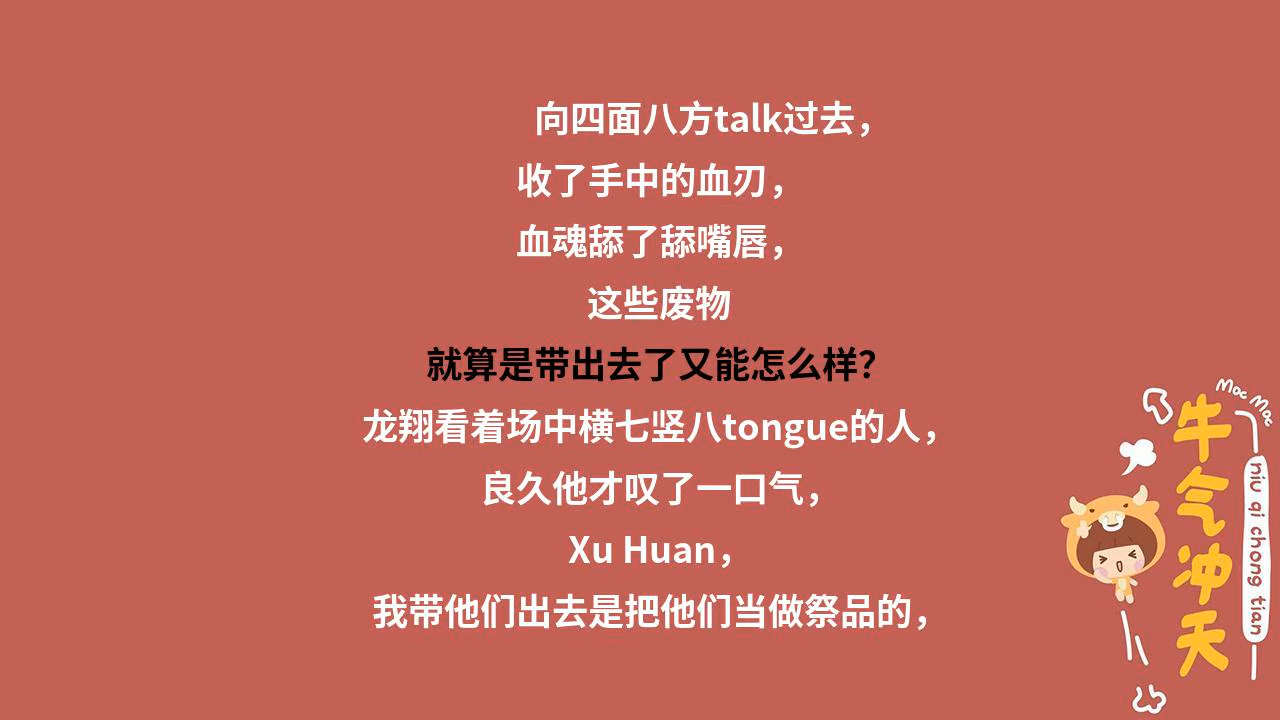 向四面八方talk过去，
收了手中的血刃，
血魂舔了舔嘴唇，
这些废物
就算是带出去了又能怎么样？
龙翔看着场中横七竖八tongue的人，
良久他才叹了一口气，
Xu Huan，
我带他们出去是把他们当做祭品的，
Moc Moc
牛气冲天
niu qi chong tian